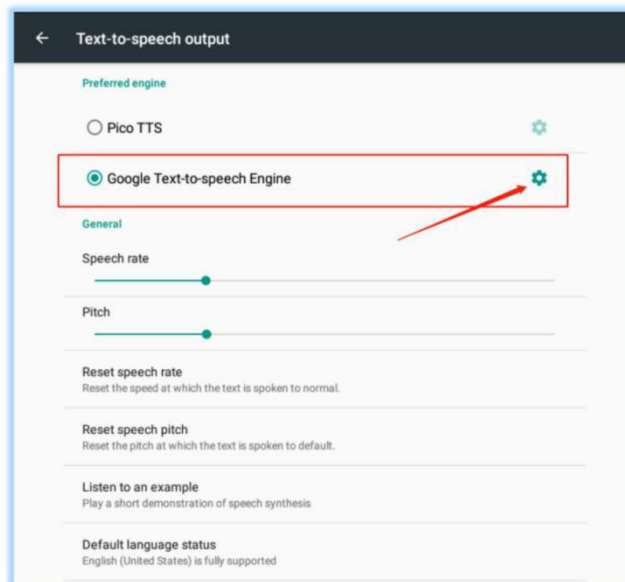 Text-to-speech output
Preferred engine
Pico TTS
Google Text-to-speech Engine
General
Speech rate
Pitch
Reset speech rate
Reset the speed at which the text is spoken to normal.
Reset speech pitch
Reset the pitch at which the text is spoken to default.
Listen to an example
Play a short demonstration of speech synthesis
Default language status
English (United States) is fully supported